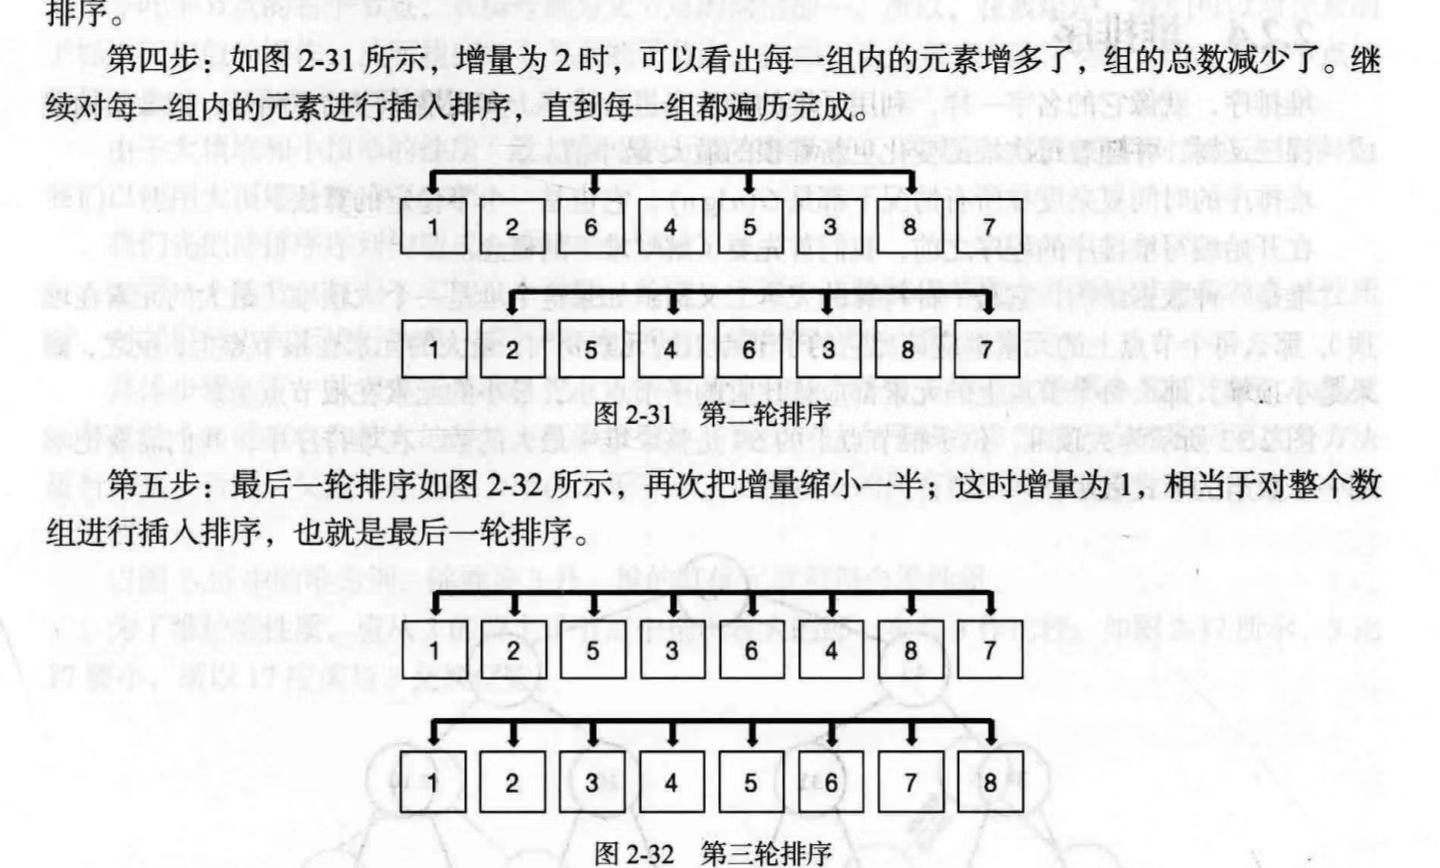 排序。
第四步：如图 2-31 所示，增量为 2 时，可以看出每一组内的元素增多了，组的总数减少了。继
续对每一组内的元素进行插入排序，直到每一组都遍历完成。
1 2 6 4 5 3 8 7
1 2 5 4 6 3 8 7
图 2-31 第二轮排序
第五步：最后一轮排序如图 2-32 所示，再次把增量缩小一半；这时增量为 1，相当于对整个数
组进行插入排序，也就是最后一轮排序。
1 2 5 3 6 4 8 7
1 2 3 4 5 6 7 8
图 2-32 第三轮排序